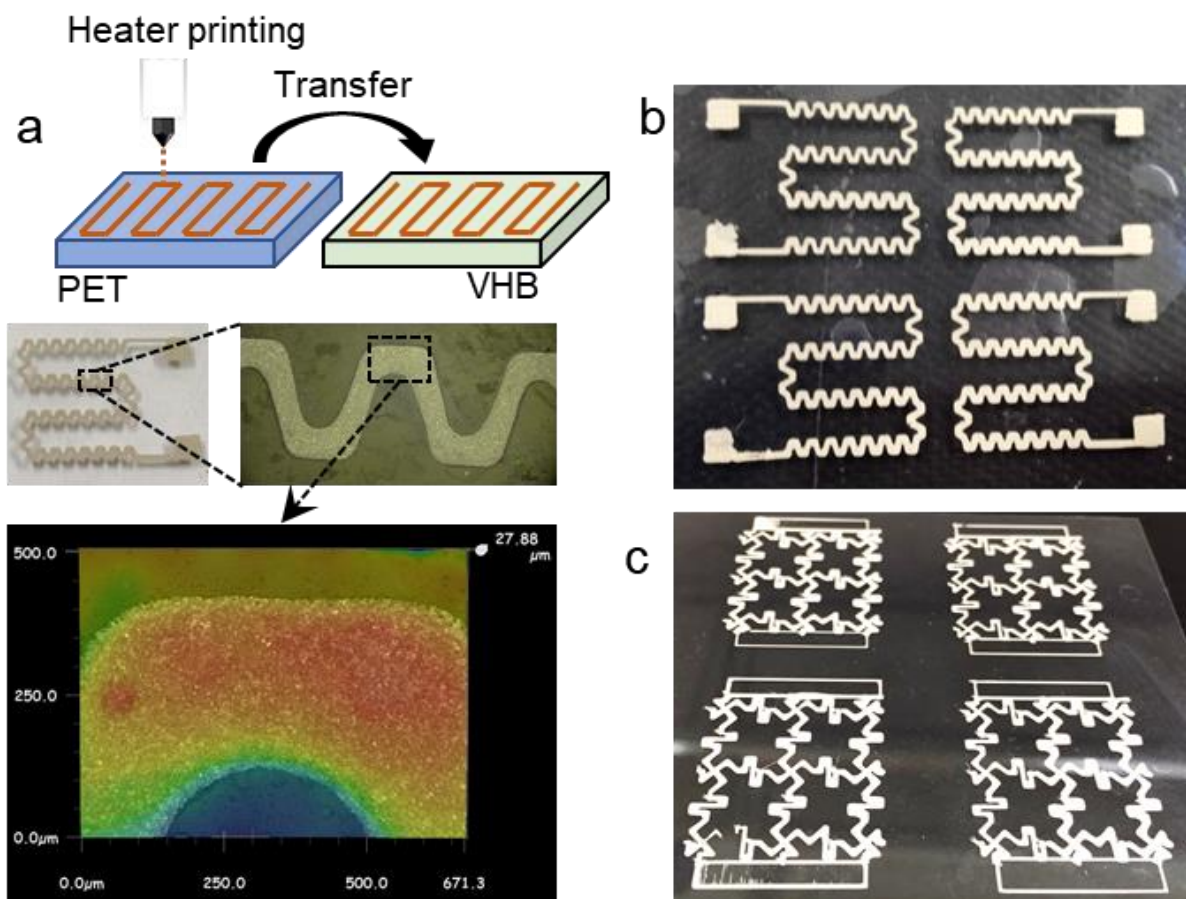 Heater printing
Transfer
a
PET
VHB
b
c
500.0
27.88
μm
250.0
0.0μm
0.0μm
250.0
500.0
671.3